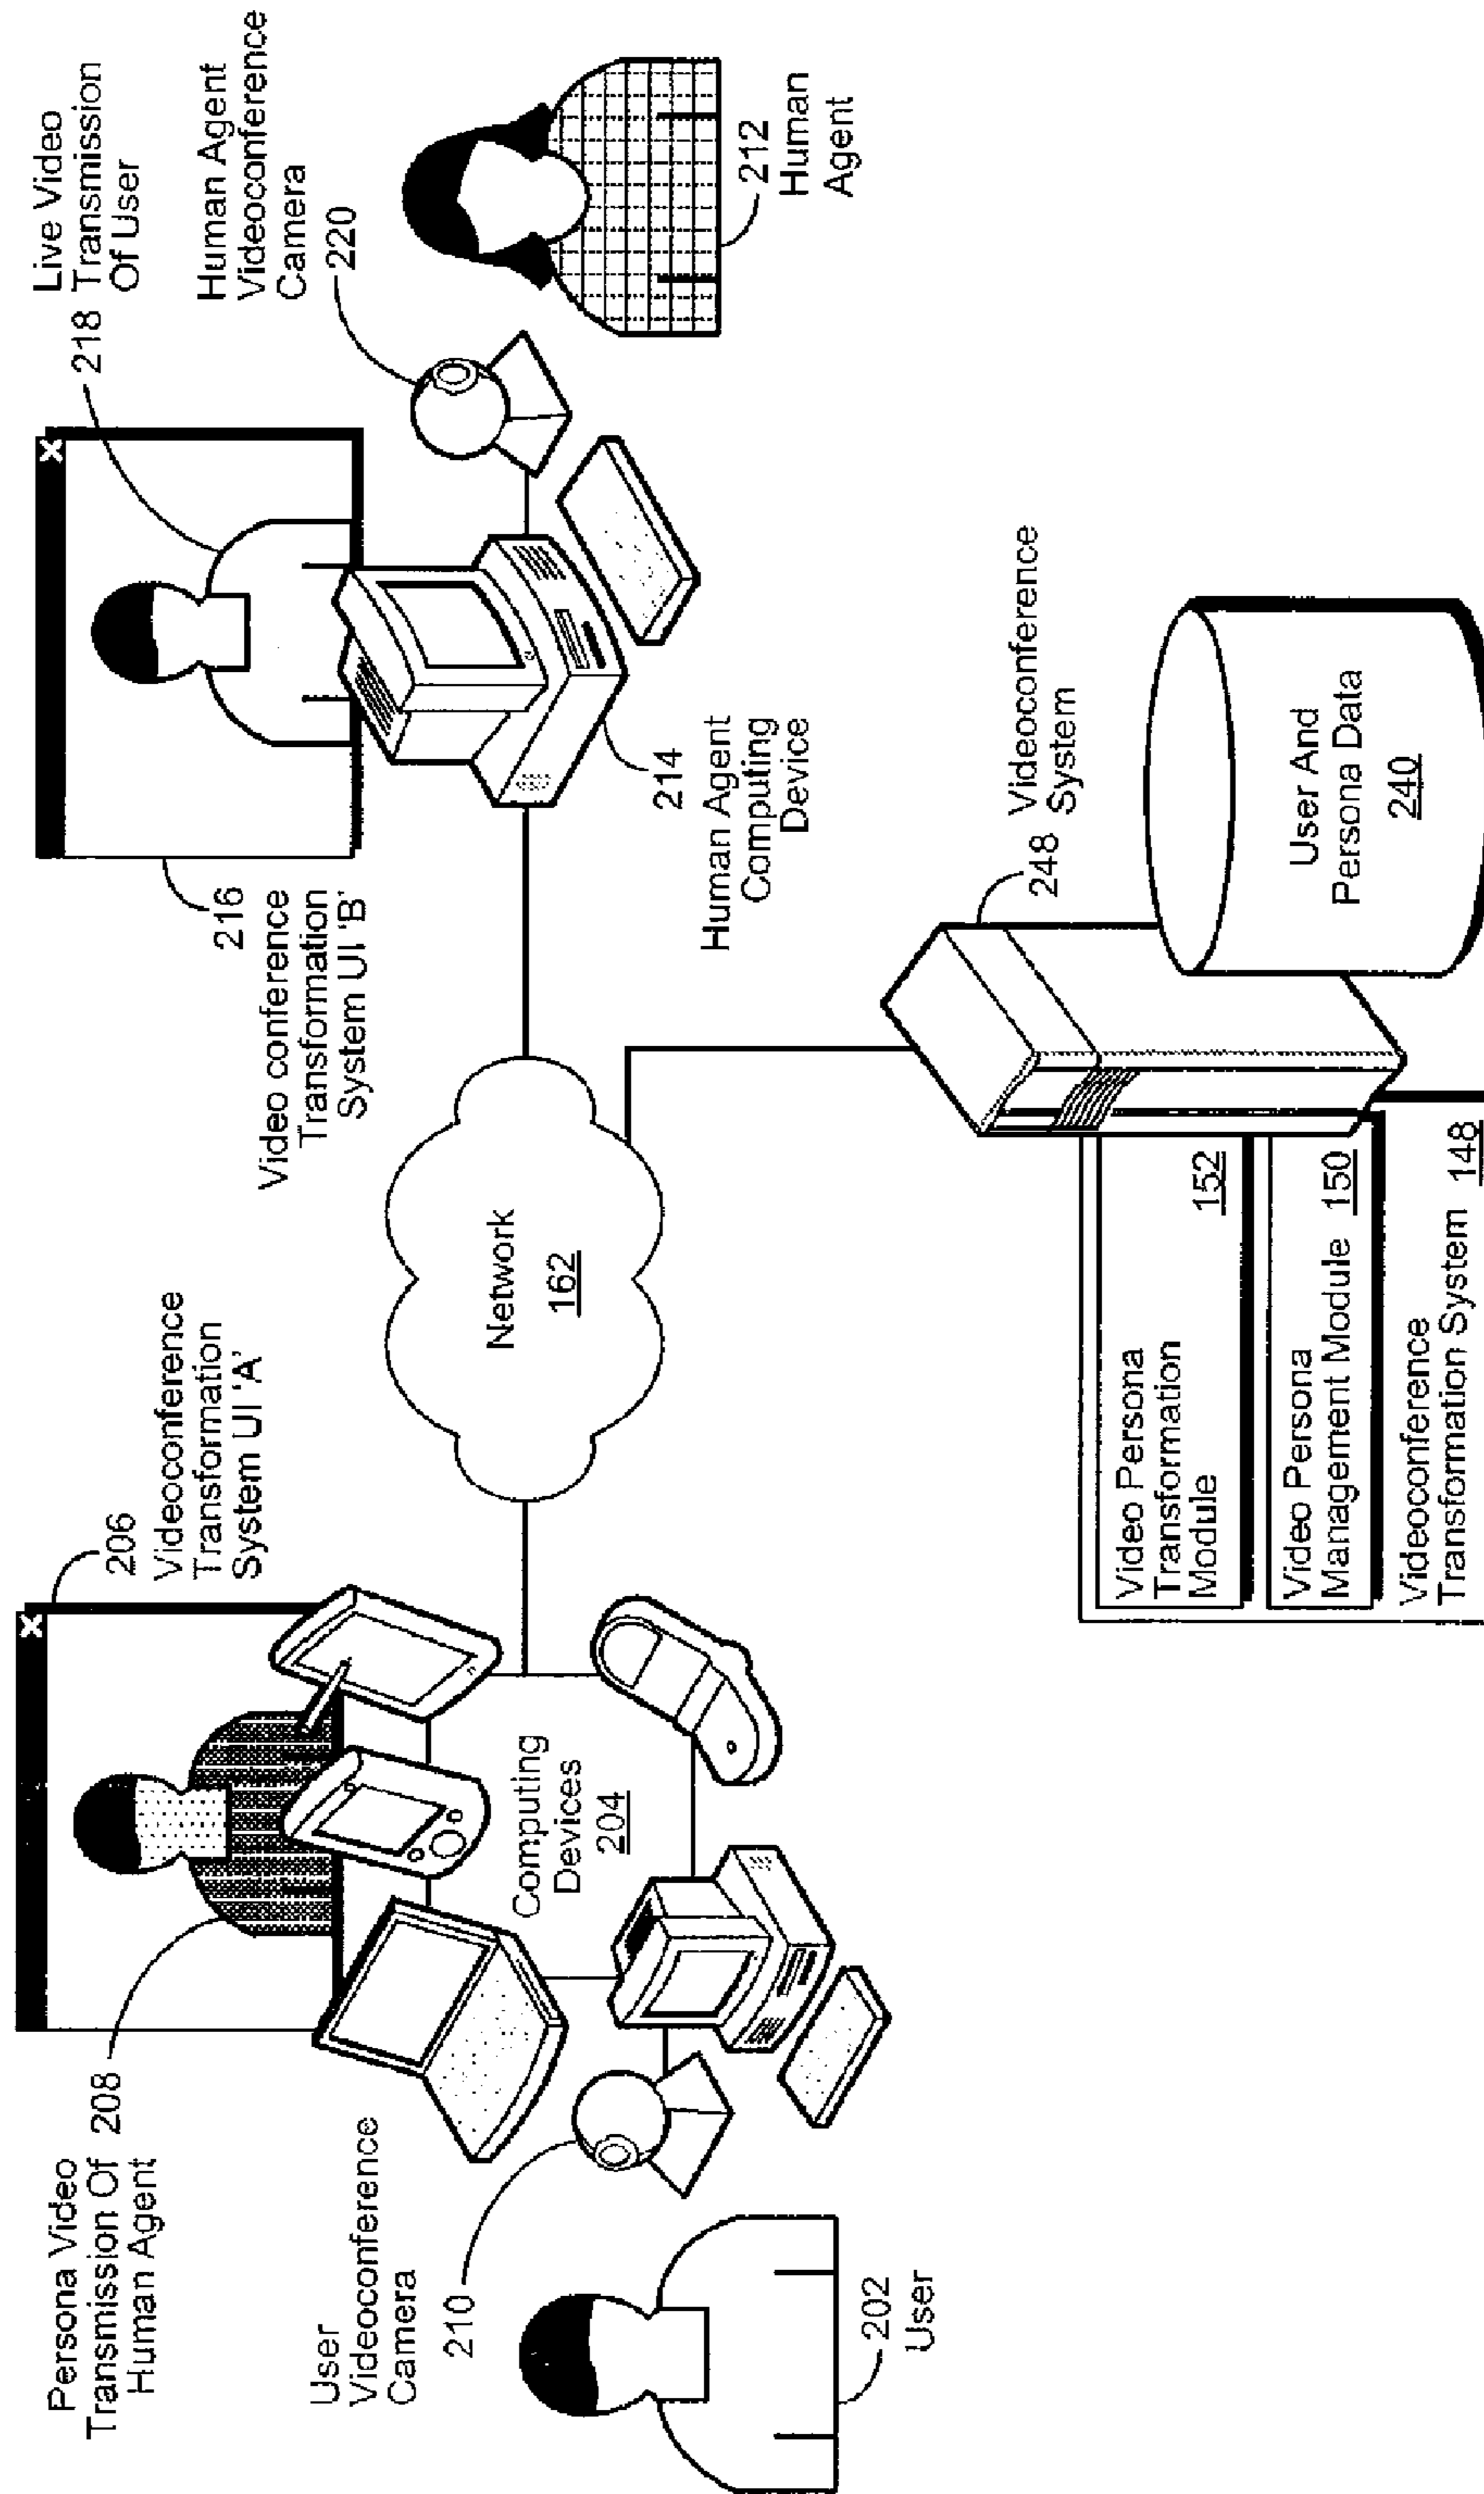 Persona Video
Transmission Of 208
Human Agent
206
Videoconference
Transformation
System UI 'A'
216
Video conference
Transformation
System UI 'B'
Live Video
218 Transmission
Of User
Human Agent
Videoconference
Camera
220
User
Videoconference
Camera
210
X
X
Computing
Devices
204
Network
162
214
Human Agent
Computing
Device
212
Human
Agent
202
User
248 Videoconference
System
Video Persona
Transformation
Module 152
Video Persona
Management Module 150
Videoconference
Transformation System 148
User And
Persona Data
240